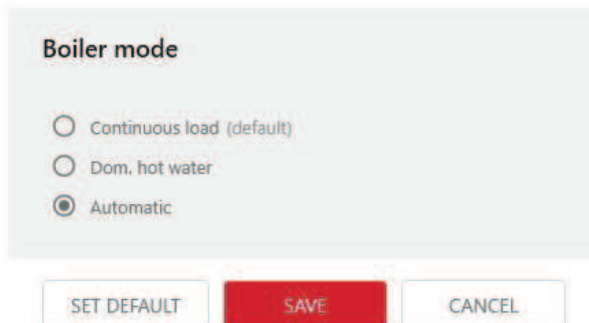 Boiler mode
Continuous load (default)
Dom. hot water
Automatic
SET DEFAULT SAVE CANCEL